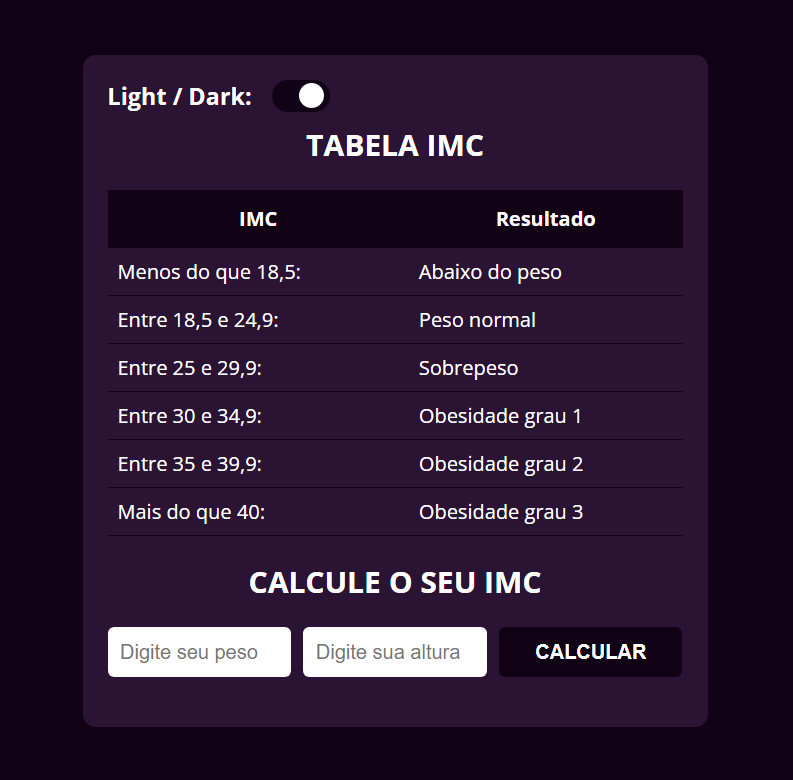 Light / Dark:
TABELA IMC
IMC Resultado
Menos do que 18,5: Abaixo do peso
Entre 18,5 e 24,9: Peso normal
Entre 25 e 29,9: Sobrepeso
Entre 30 e 34,9: Obesidade grau 1
Entre 35 e 39,9: Obesidade grau 2
Mais do que 40: Obesidade grau 3
CALCULE O SEU IMC
Digite seu peso Digite sua altura CALCULAR